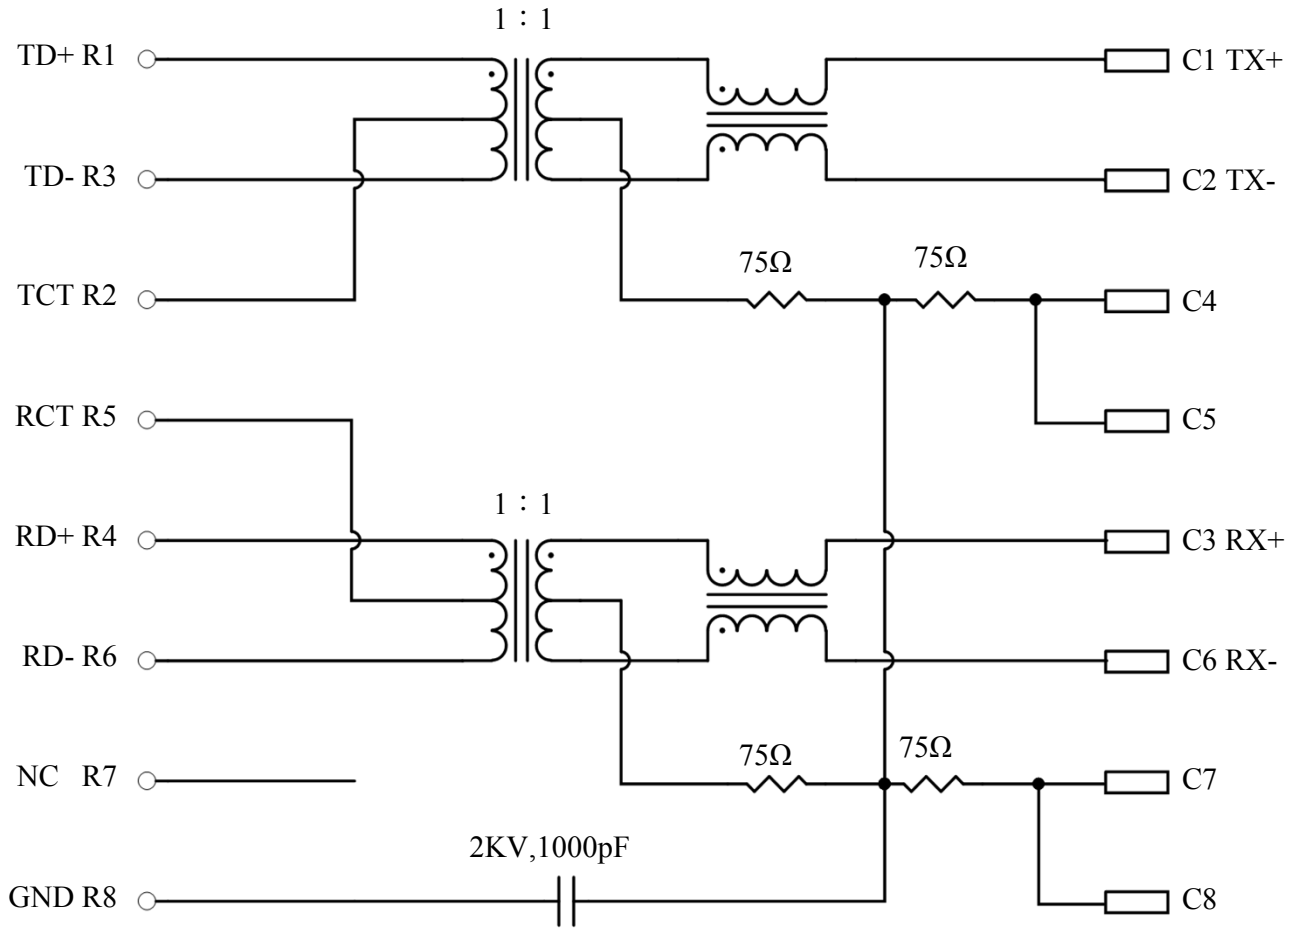 1 : 1
TD+ R1
C1 TX+
TD- R3
C2 TX-
75Ω
75Ω
TCT R2
C4
RCT R5
C5
1 : 1
RD+ R4
C3 RX+
RD- R6
C6 RX-
75Ω
75Ω
NC R7
C7
2KV,1000pF
GND R8
C8